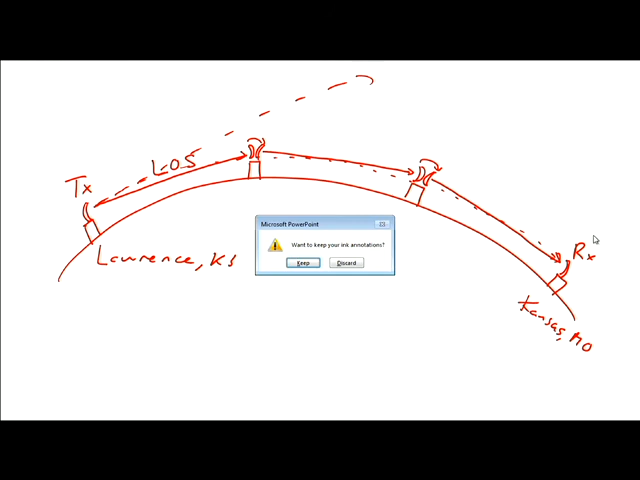 LOS
Tx
Microsoft PowerPoint
Want to keep your ink annotations?
Keep
Discard
Lawrence, KS
Rx
Kansas, MO